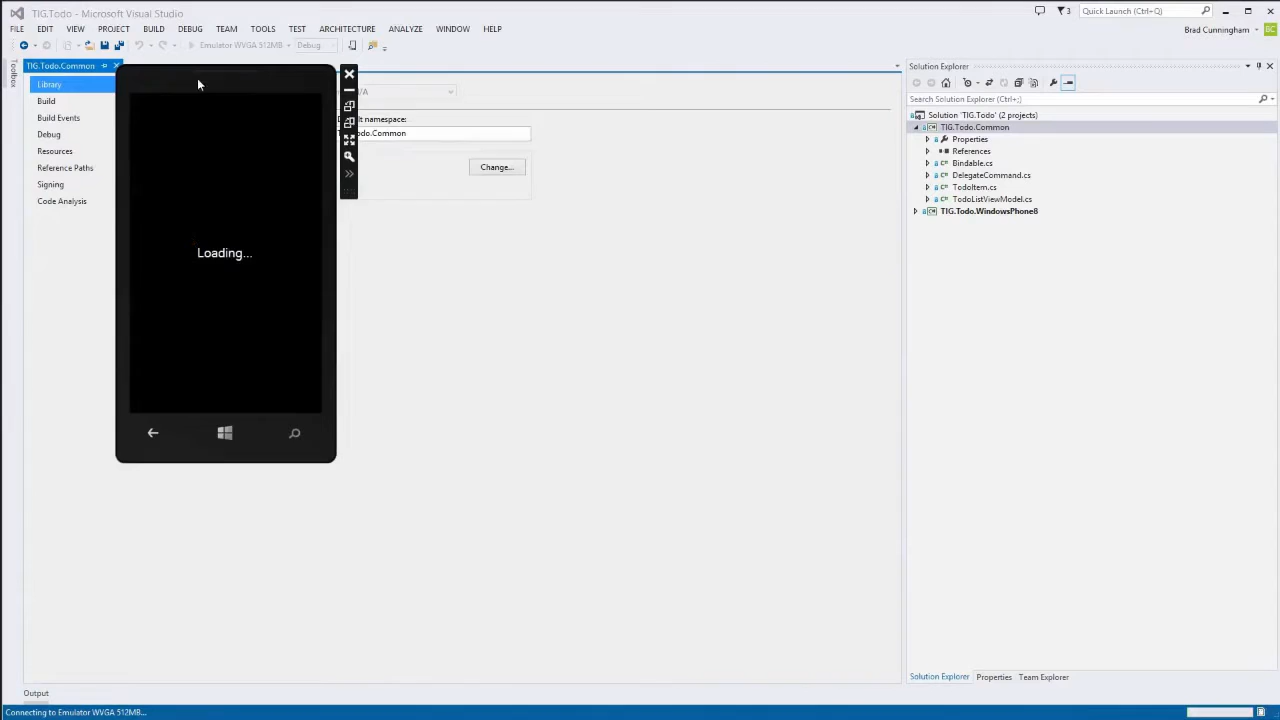 TIG.Todo - Microsoft Visual Studio
3
Quick Launch (Ctrl+Q)
FILE EDIT VIEW PROJECT BUILD DEBUG TEAM TOOLS TEST ARCHITECTURE ANALYZE WINDOW HELP
Brad Cunningham
BC
Emulator WVGA 512MB
Debug
Toolbox
TIG.Todo.Common
Library
Build
Build Events
Debug
Resources
Reference Paths
Signing
Code Analysis
/A
lt namespace:
odo.Common
Change...
Loading...
Solution Explorer
Search Solution Explorer (Ctrl+;)
Solution 'TIG.Todo' (2 projects)
TIG.Todo.Common
Properties
References
Bindable.cs
DelegateCommand.cs
TodoItem.cs
TodoListViewModel.cs
TIG.Todo.WindowsPhone8
Solution Explorer Properties Team Explorer
Output
Connecting to Emulator WVGA 512MB...